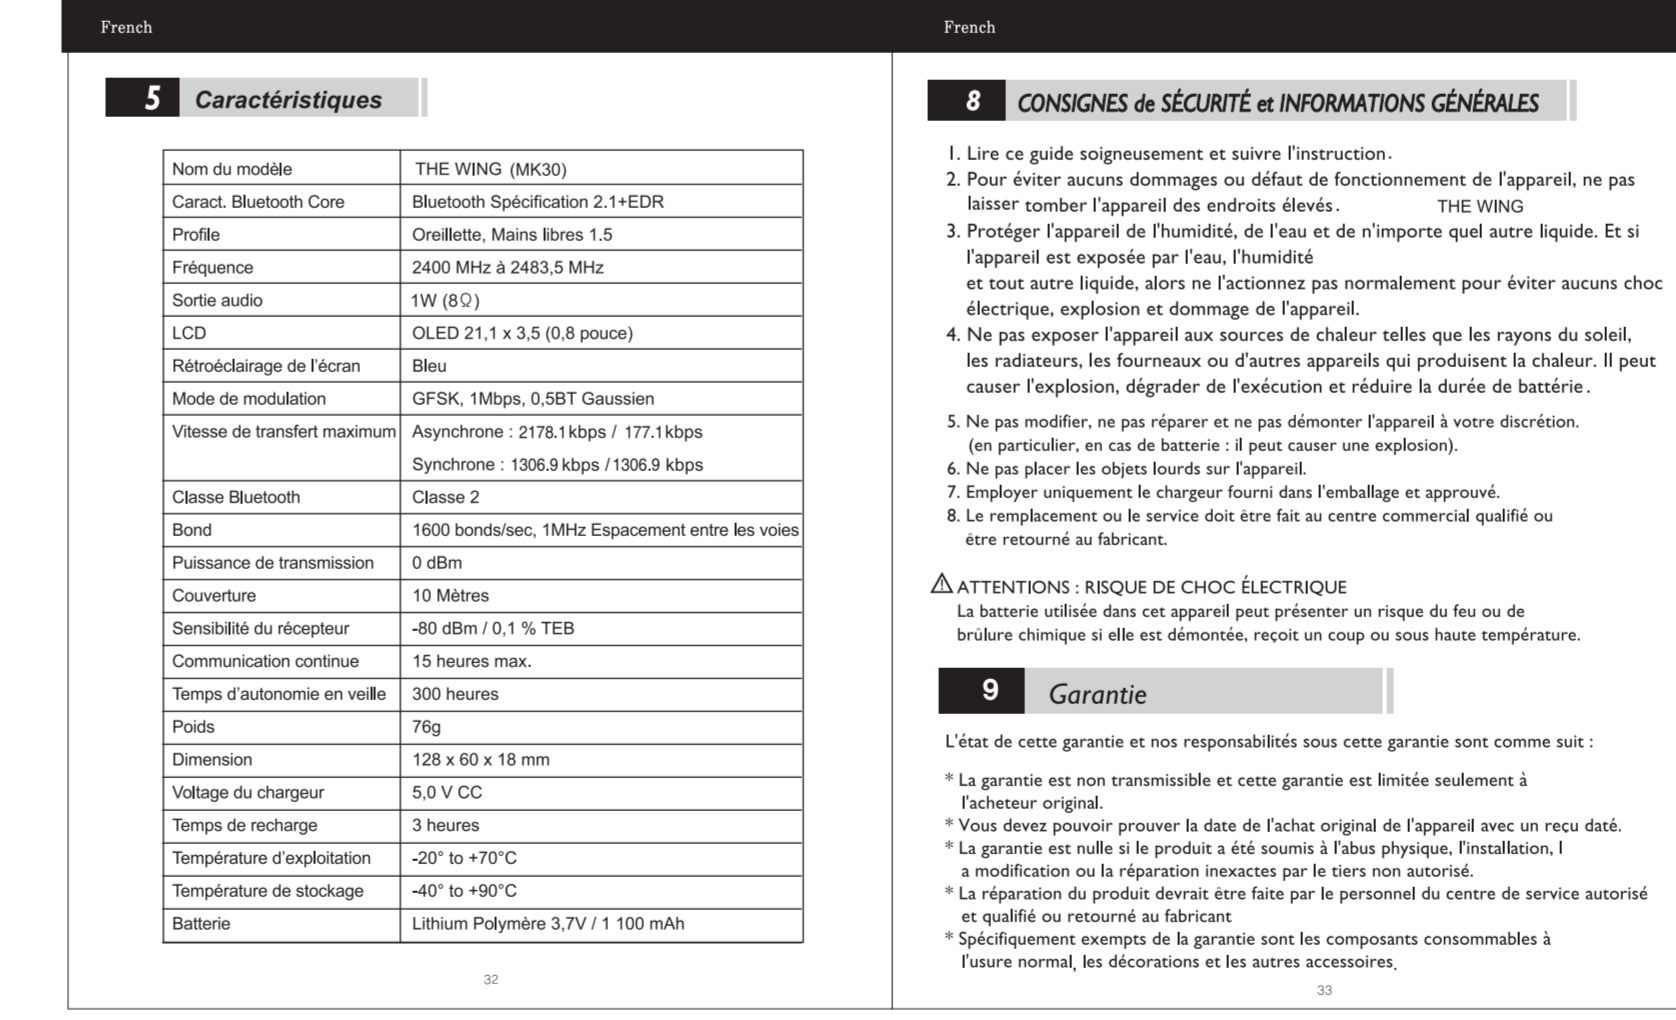 French
5 Caractéristiques
Nom du modèle THE WING (MK30)
Caract. Bluetooth Core Bluetooth Spécification 2.1+EDR
Profile Oreillette, Mains libres 1.5
Fréquence 2400 MHz à 2483,5 MHz
Sortie audio 1W (8Ω)
LCD OLED 21,1 x 3,5 (0,8 pouce)
Rétroéclairage de l'écran Bleu
Mode de modulation GFSK, 1Mbps, 0,5BT Gaussien
Vitesse de transfert maximum Asynchrone : 2178.1 kbps / 177.1 kbps
Synchrone : 1306.9 kbps / 1306.9 kbps
Classe Bluetooth Classe 2
Bond 1600 bonds/sec, 1MHz Espacement entre les voies
Puissance de transmission 0 dBm
Couverture 10 Mètres
Sensibilité du récepteur -80 dBm / 0,1 % TEB
Communication continue 15 heures max.
Temps d'autonomie en veille 300 heures
Poids 76g
Dimension 128 x 60 x 18 mm
Voltage du chargeur 5,0 V CC
Temps de recharge 3 heures
Température d'exploitation -20° to +70°C
Température de stockage -40° to +90°C
Batterie Lithium Polymère 3,7V / 1 100 mAh
32
French
8 CONSIGNES de SÉCURITÉ et INFORMATIONS GÉNÉRALES
1. Lire ce guide soigneusement et suivre l'instruction.
2. Pour éviter aucuns dommages ou défaut de fonctionnement de l'appareil, ne pas
laisser tomber l'appareil des endroits élevés. THE WING
3. Protéger l'appareil de l'humidité, de l'eau et de n'importe quel autre liquide. Et si
l'appareil est exposée par l'eau, l'humidité
et tout autre liquide, alors ne l'actionnez pas normalement pour éviter aucuns choc
électrique, explosion et dommage de l'appareil.
4. Ne pas exposer l'appareil aux sources de chaleur telles que les rayons du soleil,
les radiateurs, les fourneaux ou d'autres appareils qui produisent la chaleur. Il peut
causer l'explosion, dégrader de l'exécution et réduire la durée de battérie.
5. Ne pas modifier, ne pas réparer et ne pas démonter l'appareil à votre discrétion.
(en particulier, en cas de batterie : il peut causer une explosion).
6. Ne pas placer les objets lourds sur l'appareil.
7. Employer uniquement le chargeur fourni dans l'emballage et approuvé.
8. Le remplacement ou le service doit être fait au centre commercial qualifié ou
être retourné au fabricant.
⚠ ATTENTIONS : RISQUE DE CHOC ÉLECTRIQUE
La batterie utilisée dans cet appareil peut présenter un risque du feu ou de
brûlure chimique si elle est démontée, reçoit un coup ou sous haute température.
9 Garantie
L'état de cette garantie et nos responsabilités sous cette garantie sont comme suit :
* La garantie est non transmissible et cette garantie est limitée seulement à
l'acheteur original.
* Vous devez pouvoir prouver la date de l'achat original de l'appareil avec un reçu daté.
* La garantie est nulle si le produit a été soumis à l'abus physique, l'installation, l
a modification ou la réparation inexactes par le tiers non autorisé.
* La réparation du produit devrait être faite par le personnel du centre de service autorisé
et qualifié ou retourné au fabricant
* Spécifiquement exempts de la garantie sont les composants consommables à
l'usure normal, les décorations et les autres accessoires.
33